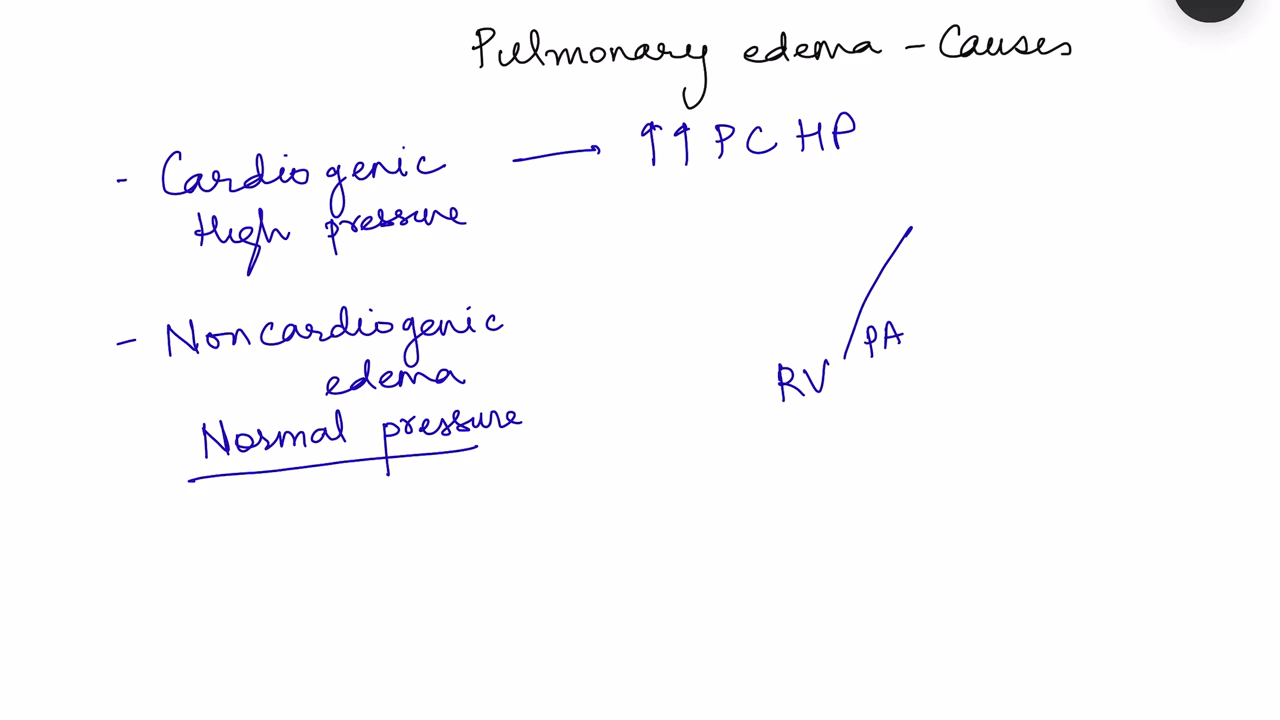 Pulmonary edema - Causes
- Cardiogenic → ↑↑ PCHP
High pressure
- Noncardiogenic
edema
Normal pressure
PA
RV